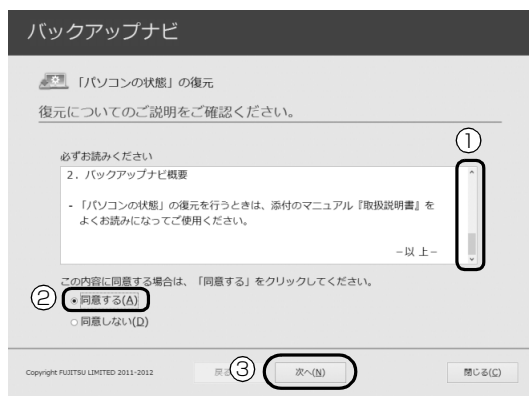 バックアップナビ
「パソコンの状態」の復元
復元についてのご説明をご確認ください。
①
必ずお読みください
2. バックアップナビ概要
- 「パソコンの状態」の復元を行うときは、添付のマニュアル『取扱説明書』を
よくお読みになってご使用ください。
－以 上－
この内容に同意する場合は、「同意する」をクリックしてください。
② 同意する(A)
同意しない(D)
Copyright FUJITSU LIMITED 2011-2012
戻る
③ 次へ(N)
閉じる(C)